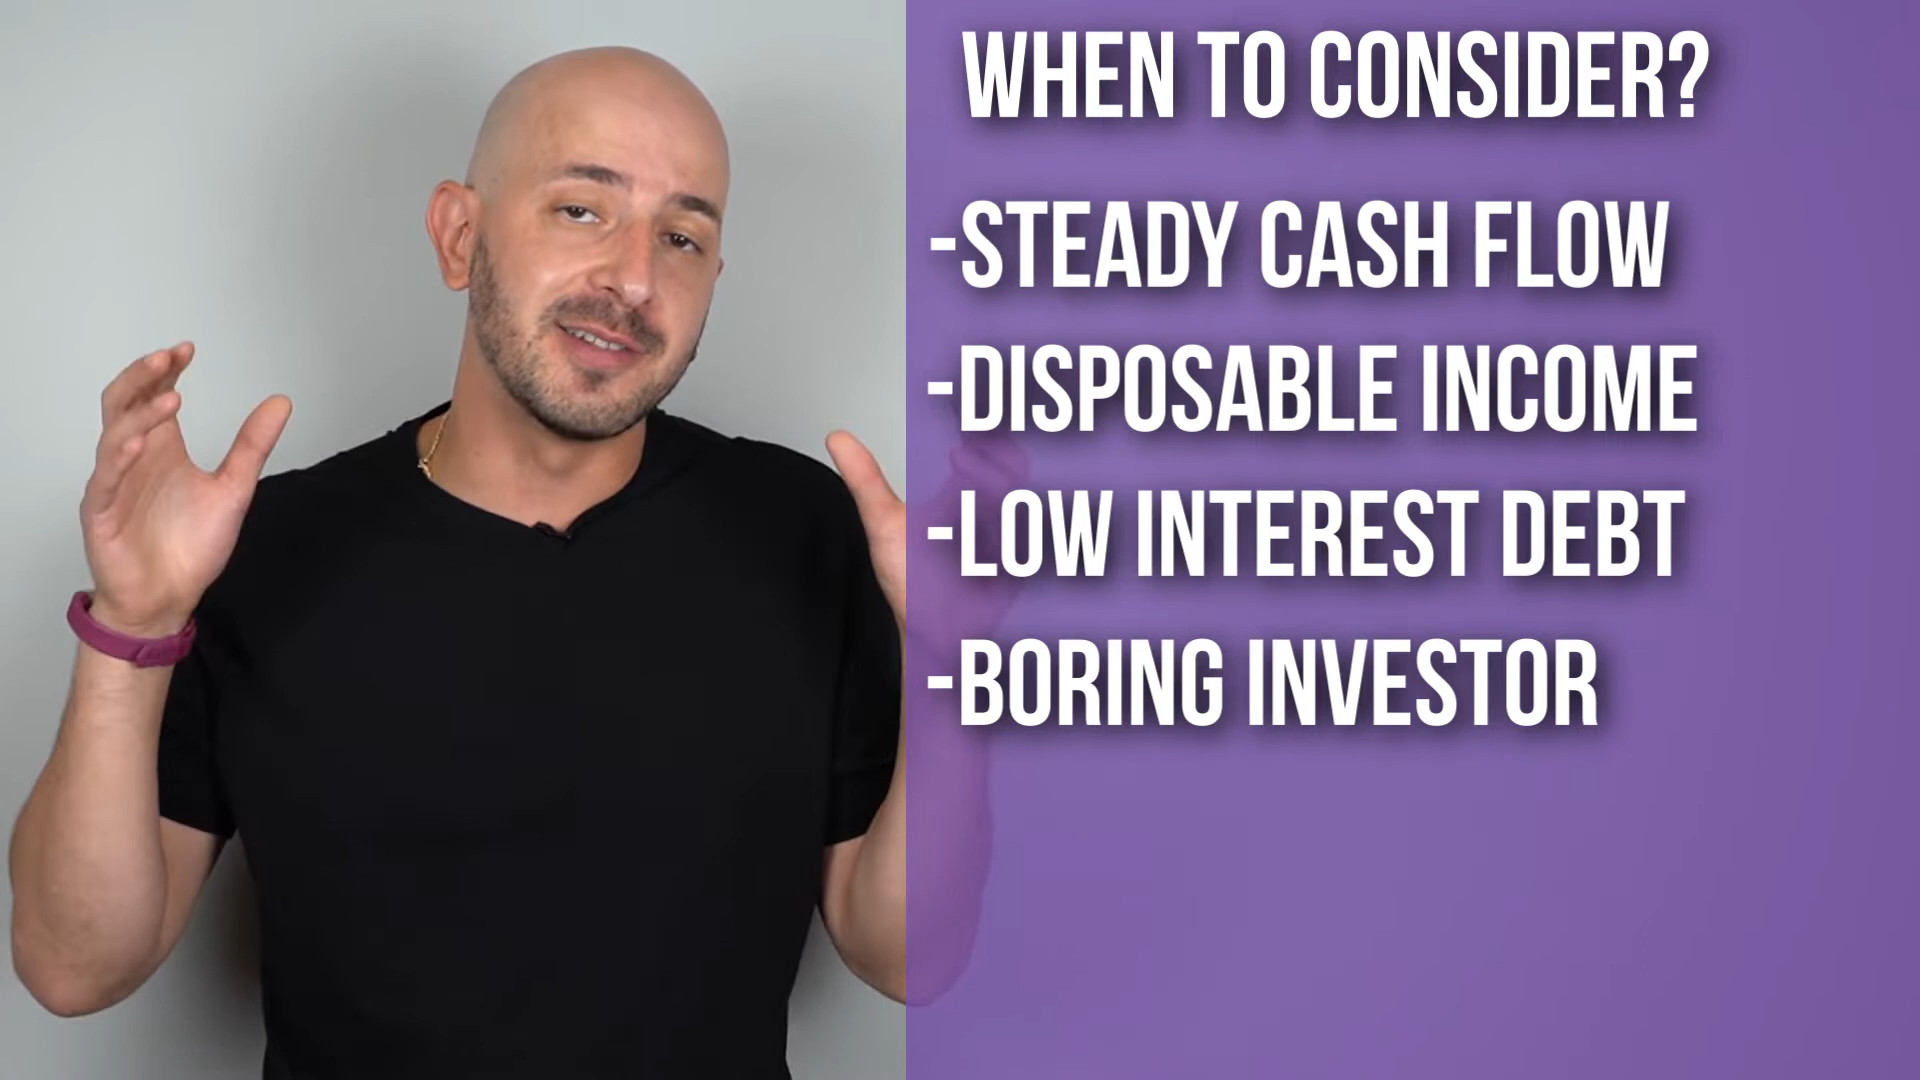 WHEN TO CONSIDER?
-STEADY CASH FLOW
-DISPOSABLE INCOME
-LOW INTEREST DEBT
-BORING INVESTOR